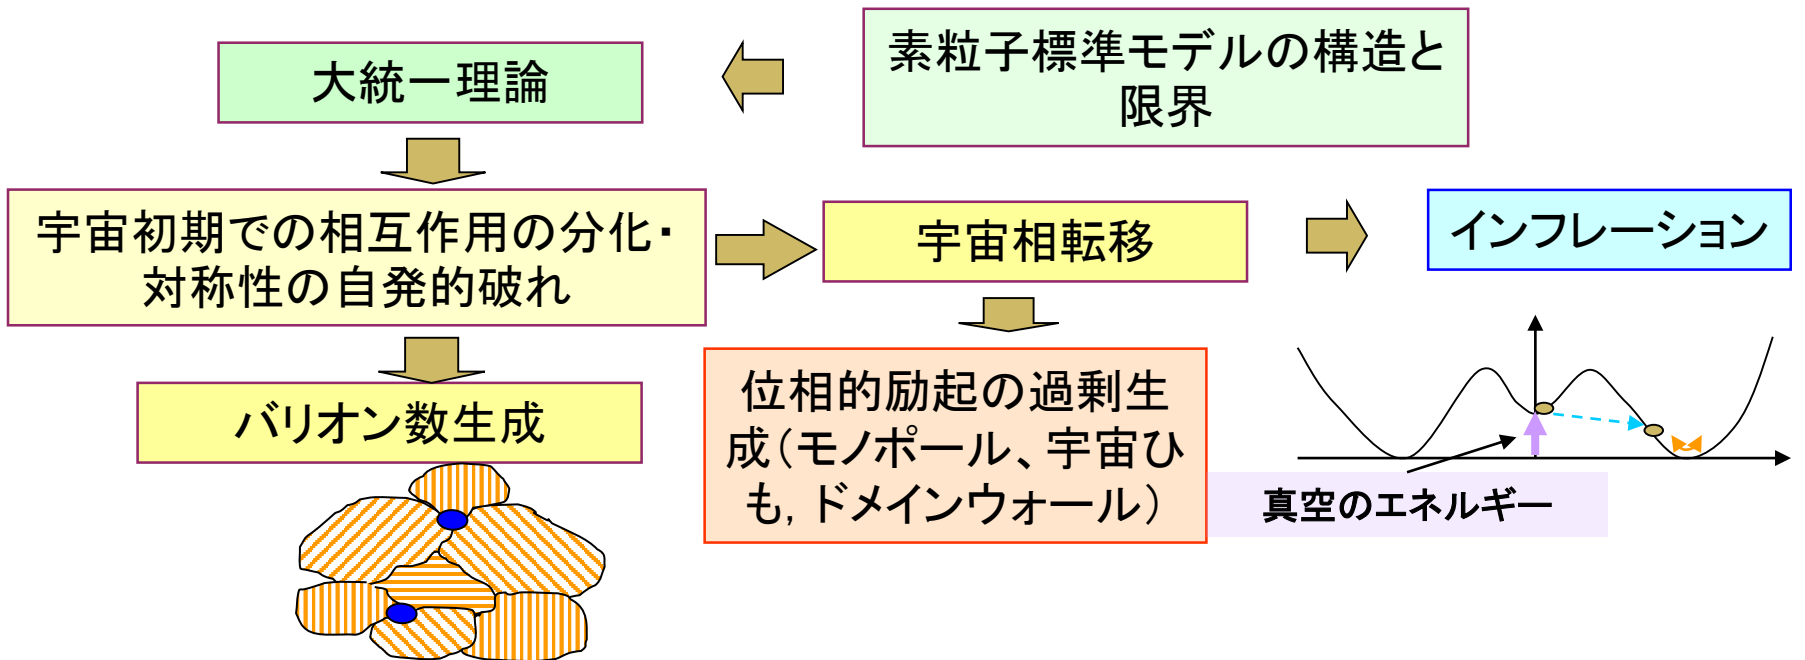 素粒子標準モデルの構造と
限界
大統一理論
宇宙初期での相互作用の分化・
対称性の自発的破れ
宇宙相転移
インフレーション
バリオン数生成
位相的励起の過剰生
成(モノポール、宇宙ひ
も,ドメインウォール)
真空のエネルギー